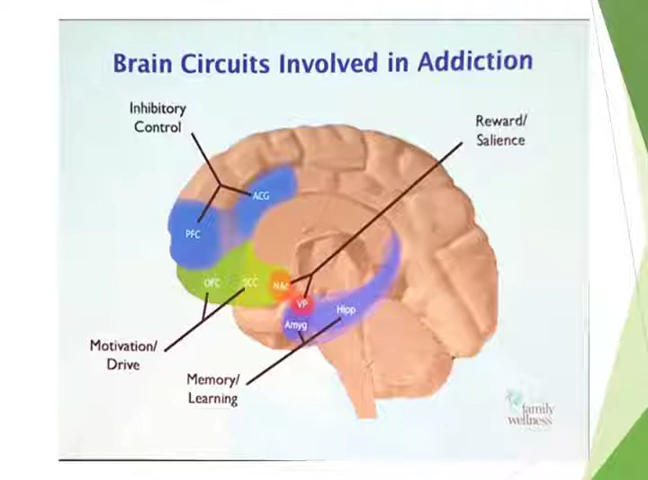 Brain Circuits Involved in Addiction
Inhibitory
Control
Reward/
Salience
ACG
PFC
OFC
SCC
NAc
VP
Hipp
Amyg
Motivation/
Drive
Memory/
Learning
family
wellness